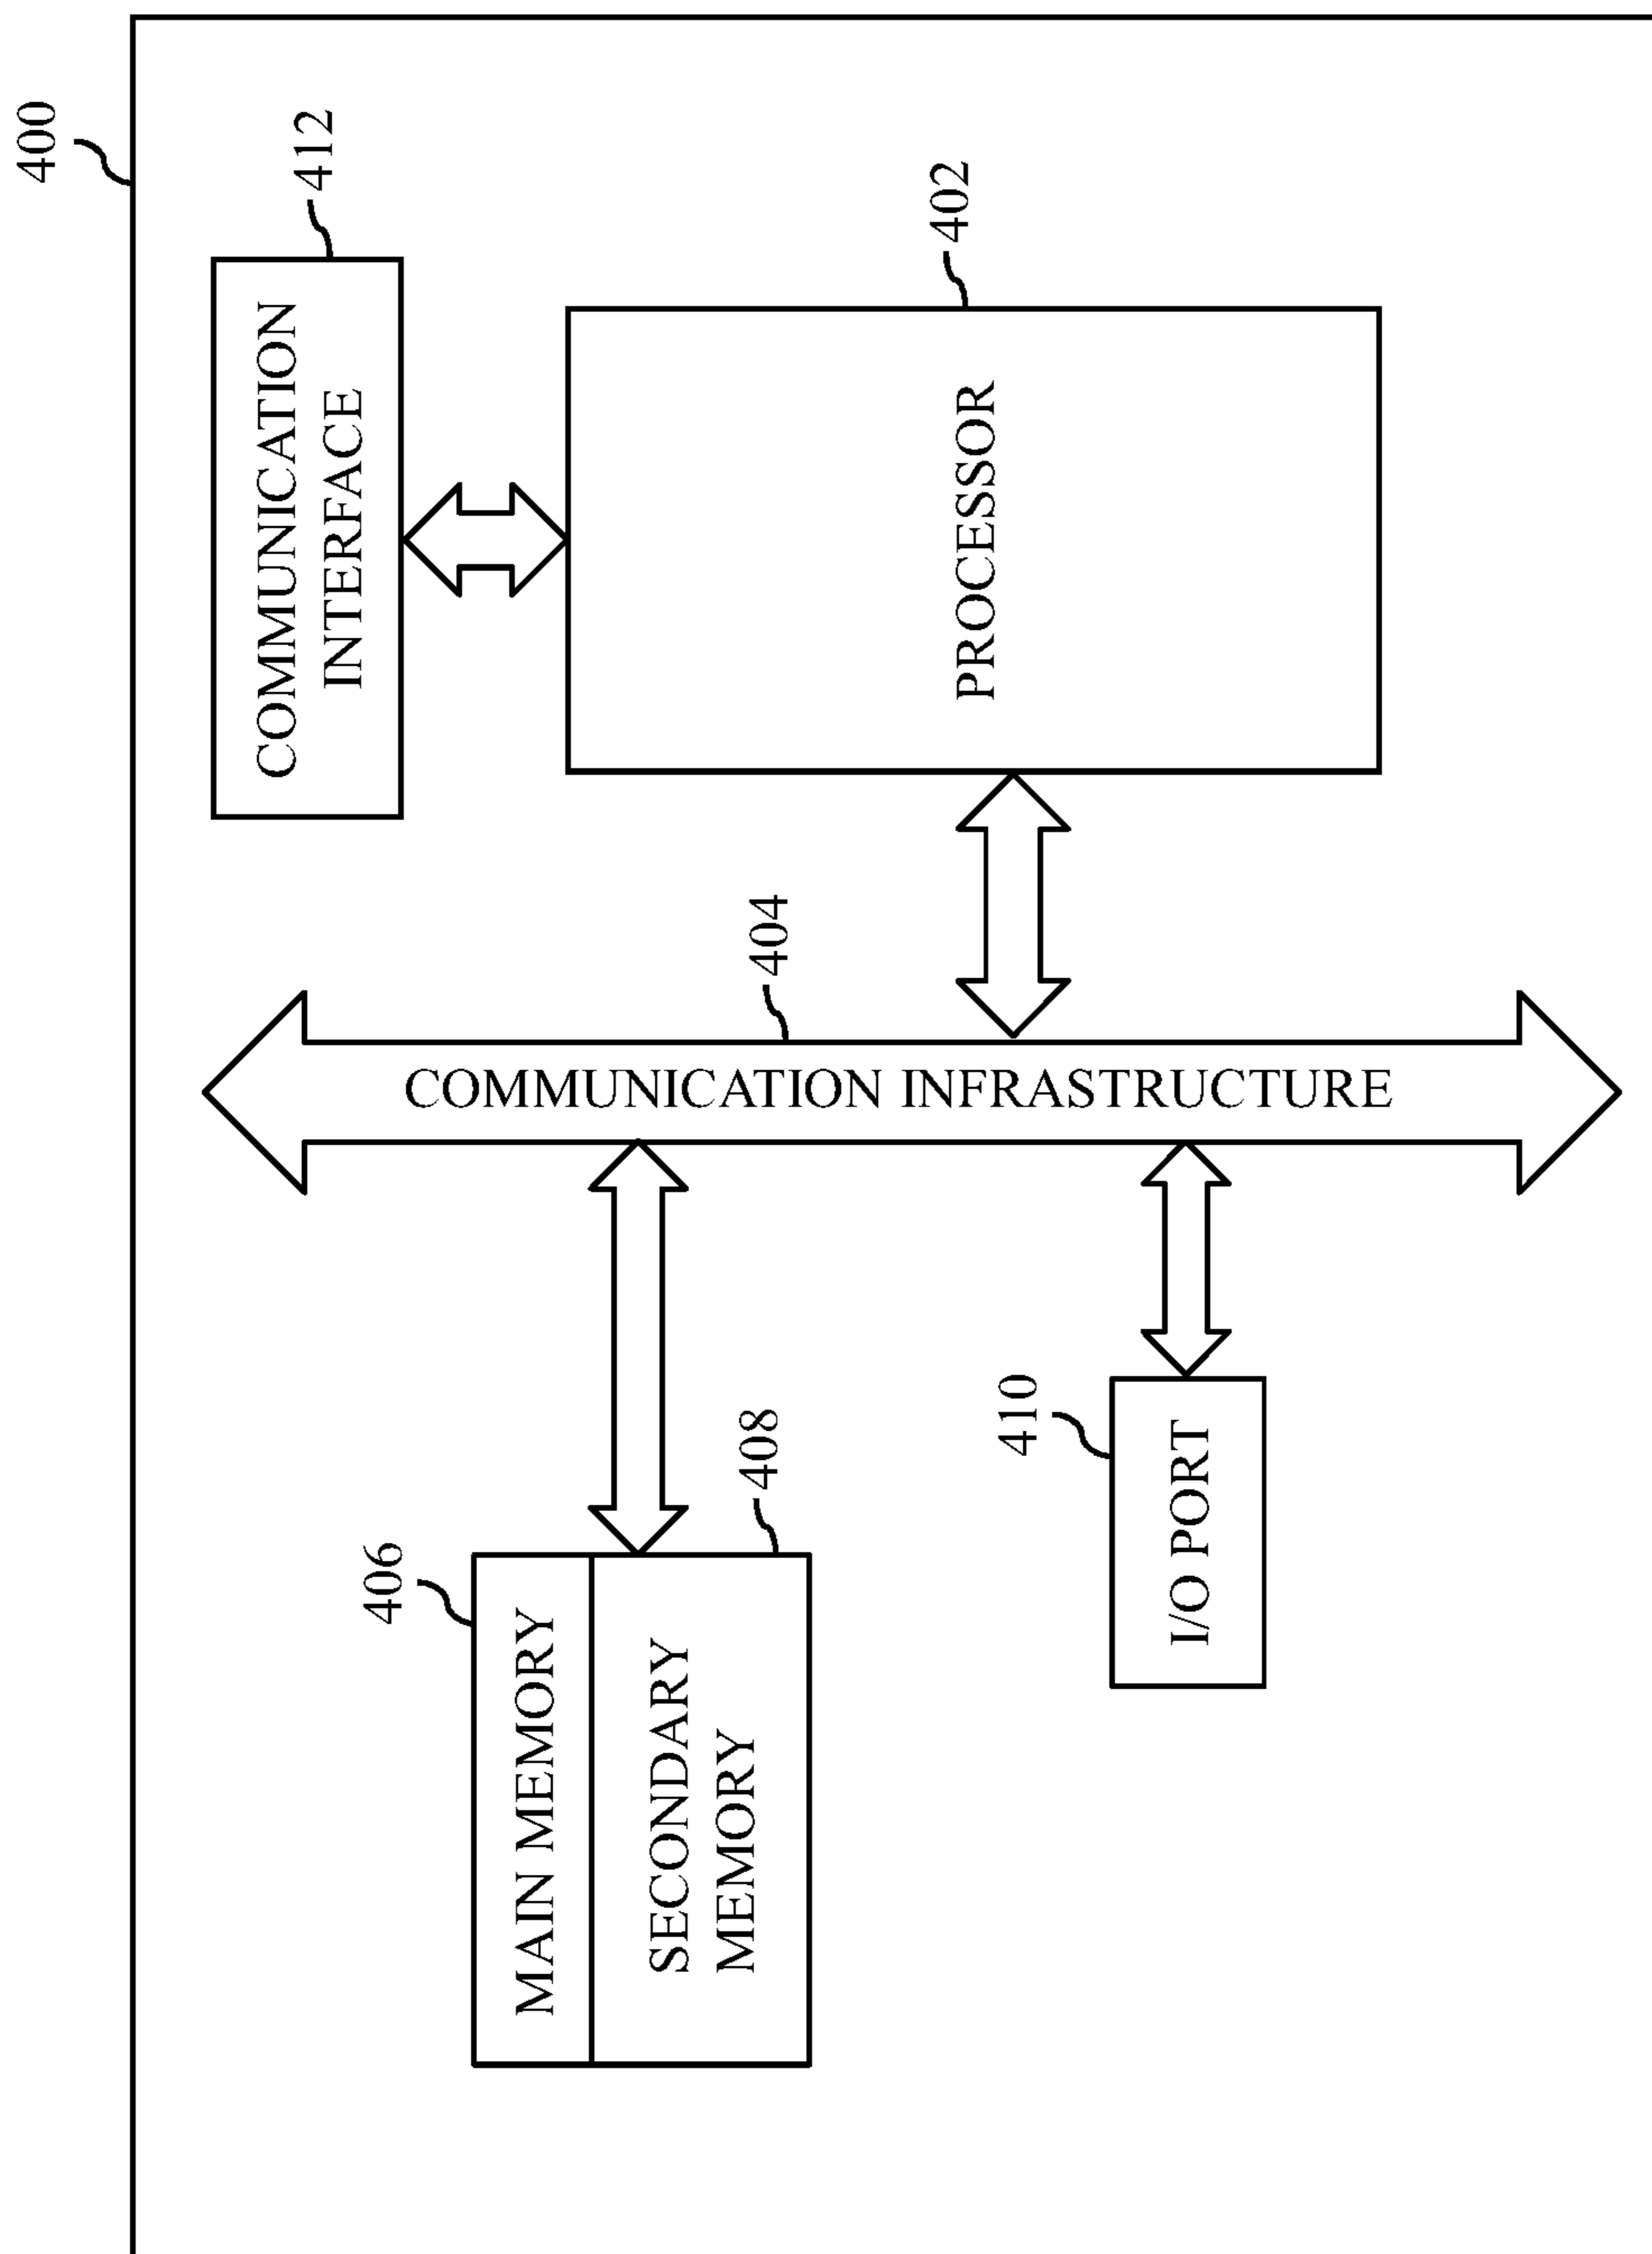 400
COMMUNICATION
INTERFACE
412
PROCESSOR
402
404
COMMUNICATION INFRASTRUCTURE
406
MAIN MEMORY
408
SECONDARY
MEMORY
410
I/O PORT